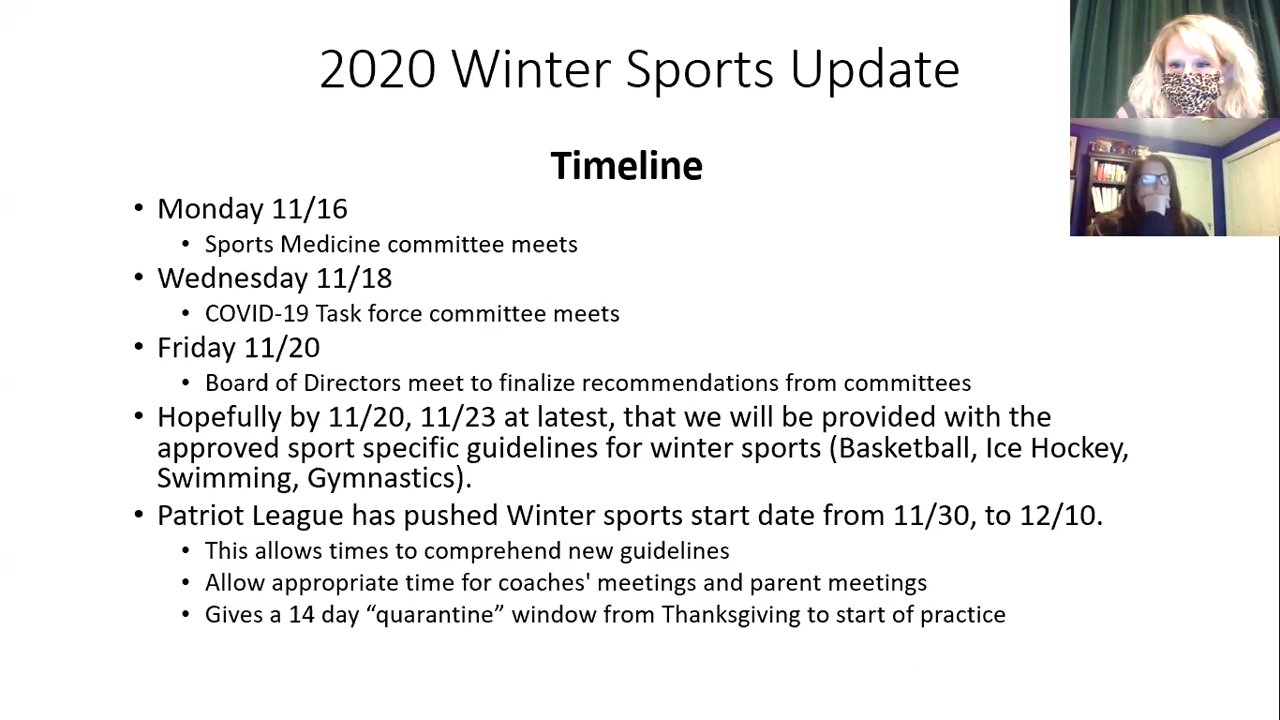 2020 Winter Sports Update
Timeline
• Monday 11/16
• Sports Medicine committee meets
• Wednesday 11/18
• COVID-19 Task force committee meets
• Friday 11/20
• Board of Directors meet to finalize recommendations from committees
• Hopefully by 11/20, 11/23 at latest, that we will be provided with the
approved sport specific guidelines for winter sports (Basketball, Ice Hockey,
Swimming, Gymnastics).
• Patriot League has pushed Winter sports start date from 11/30, to 12/10.
• This allows times to comprehend new guidelines
• Allow appropriate time for coaches' meetings and parent meetings
• Gives a 14 day “quarantine” window from Thanksgiving to start of practice